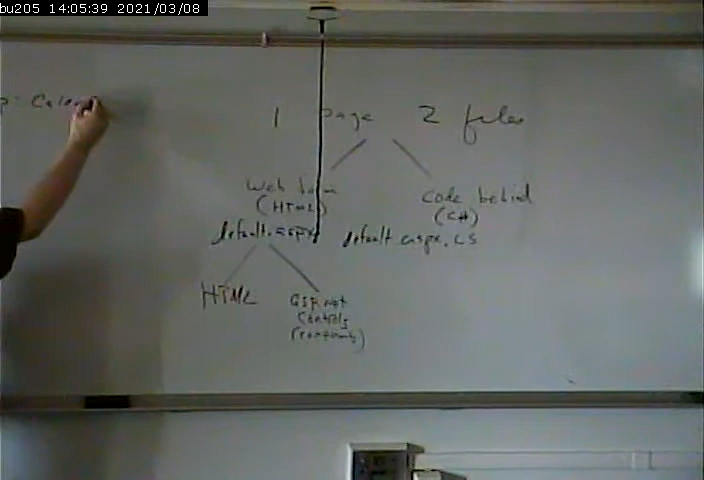 bu205 14:05:39 2021/03/08
1 page 2 files
Web form
(HTML)
default.aspx
Code behind
(C#)
default.aspx.cs
HTML
asp.net
controls